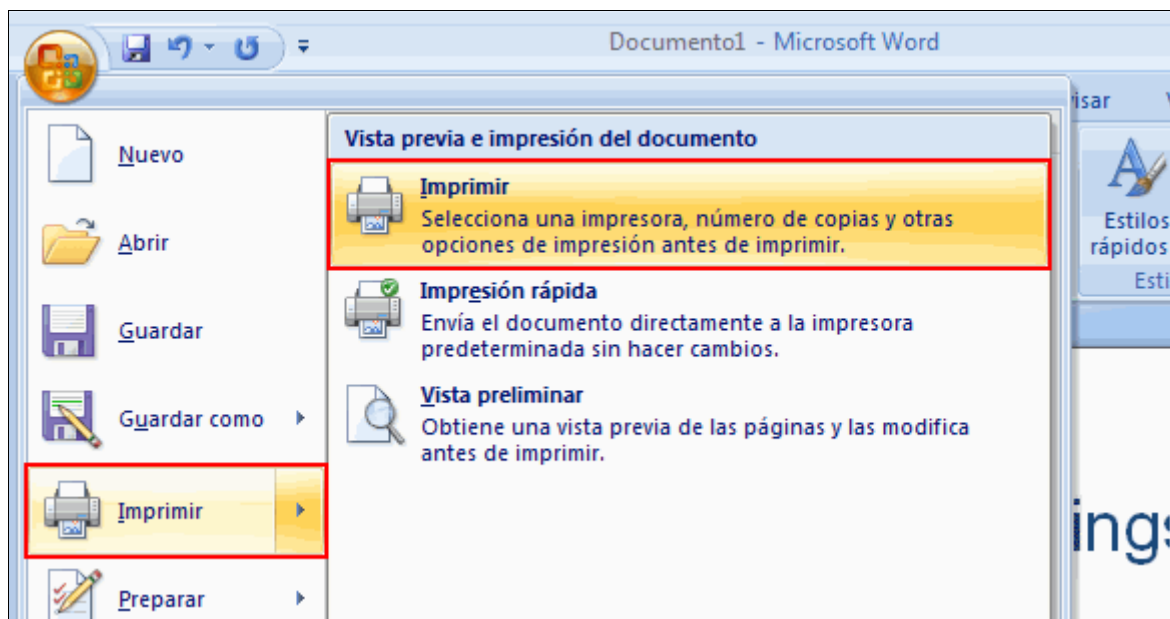 Documento1 - Microsoft Word
isar
Nuevo
Abrir
Guardar
Guardar como
Imprimir
Preparar
Vista previa e impresión del documento
Imprimir
Selecciona una impresora, número de copias y otras
opciones de impresión antes de imprimir.
Impresión rápida
Envía el documento directamente a la impresora
predeterminada sin hacer cambios.
Vista preliminar
Obtiene una vista previa de las páginas y las modifica
antes de imprimir.
Estilos
rápidos
Esti
ings